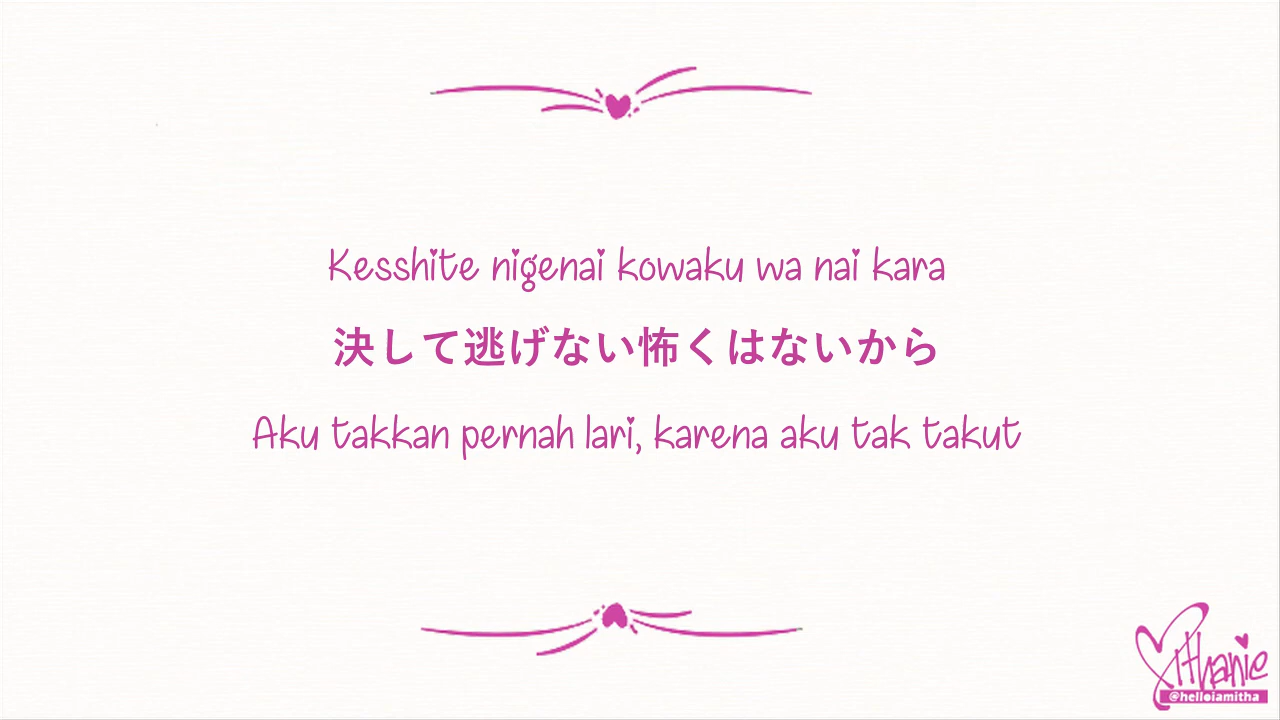 Kesshite nigenai kowaku wa nai kara
決して逃げない怖くはないから
Aku takkan pernah lari, karena aku tak takut
Mithanie
@helloiamitha